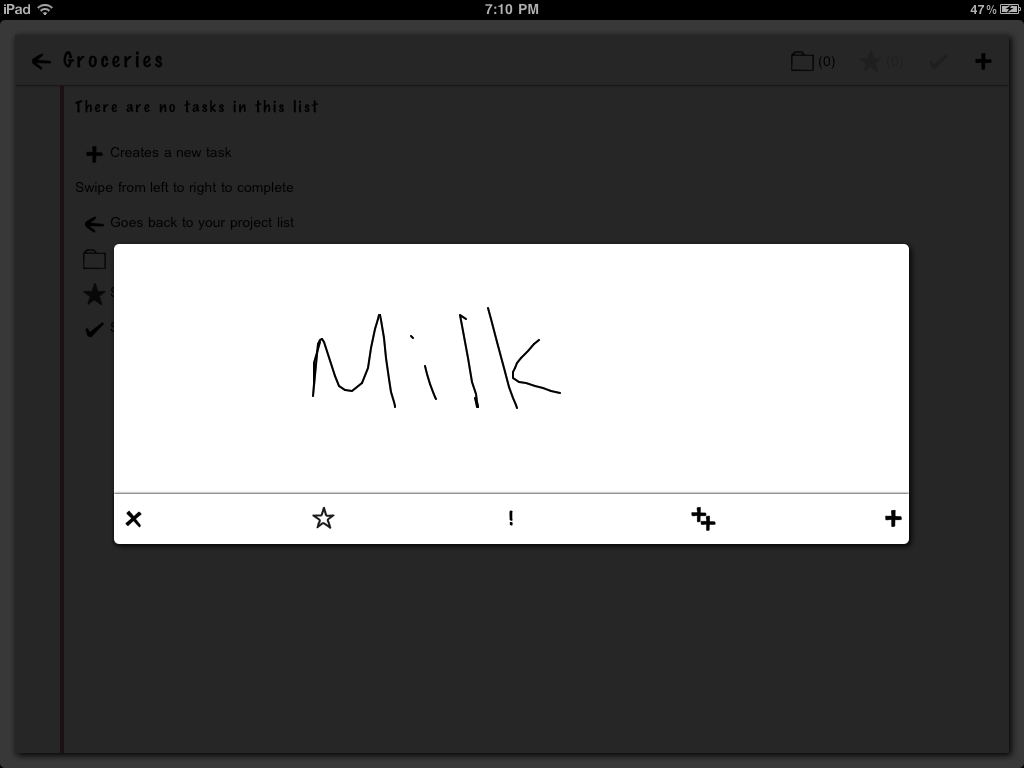 iPad 7:10 PM 47%
Groceries (0) (0)
There are no tasks in this list
Creates a new task
Swipe from left to right to complete
Goes back to your project list
Milk
!